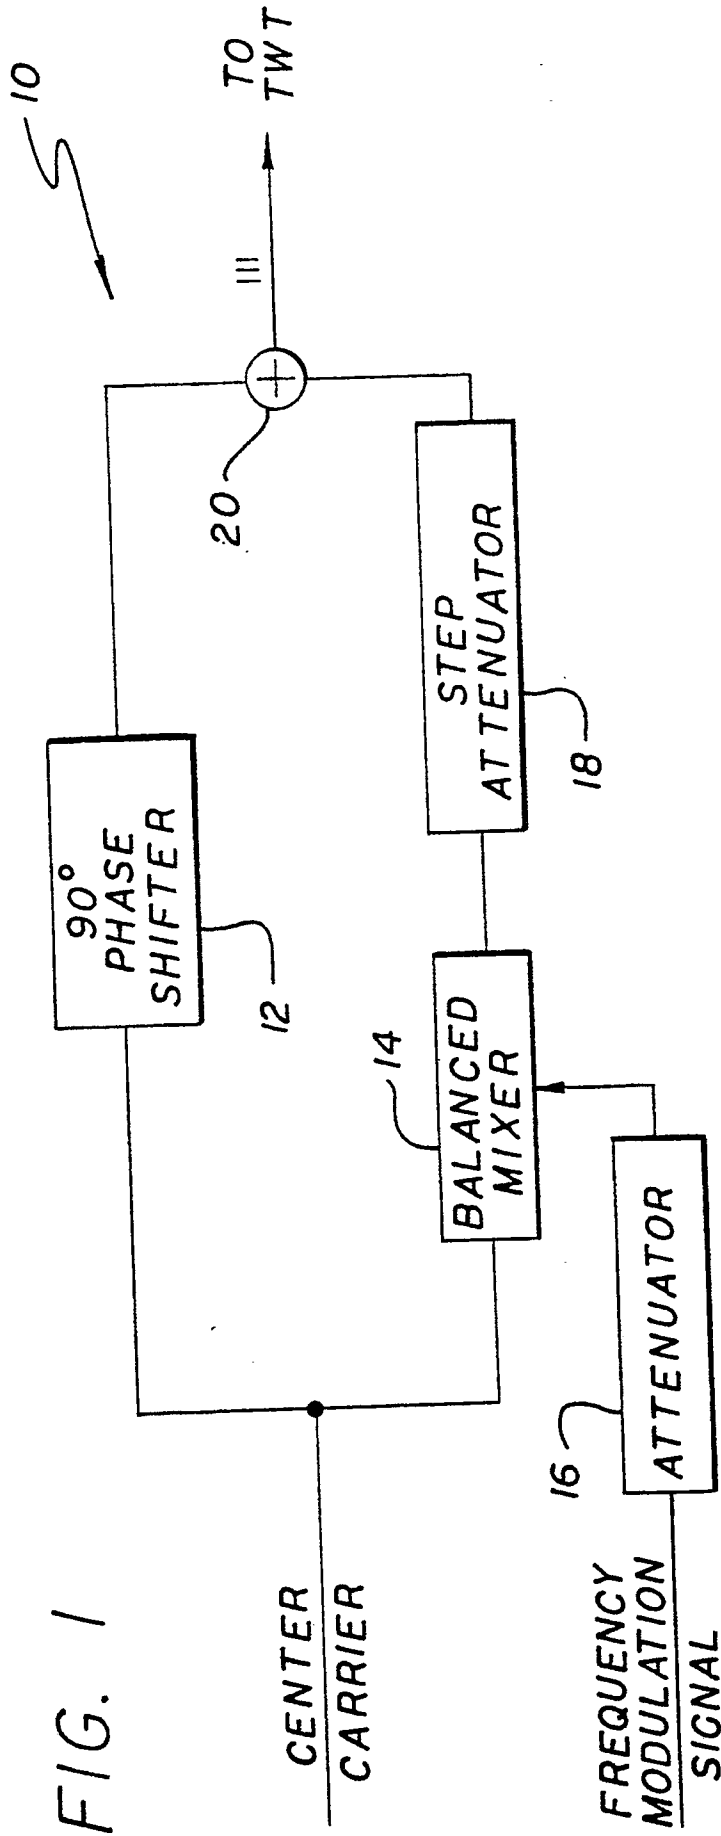 FIG. 1
10
CENTER
CARRIER
90°
PHASE
SHIFTER
12
20
TO
TWT
14
BALANCED
MIXER
STEP
ATTENUATOR
18
FREQUENCY
MODULATION
SIGNAL
16
ATTENUATOR